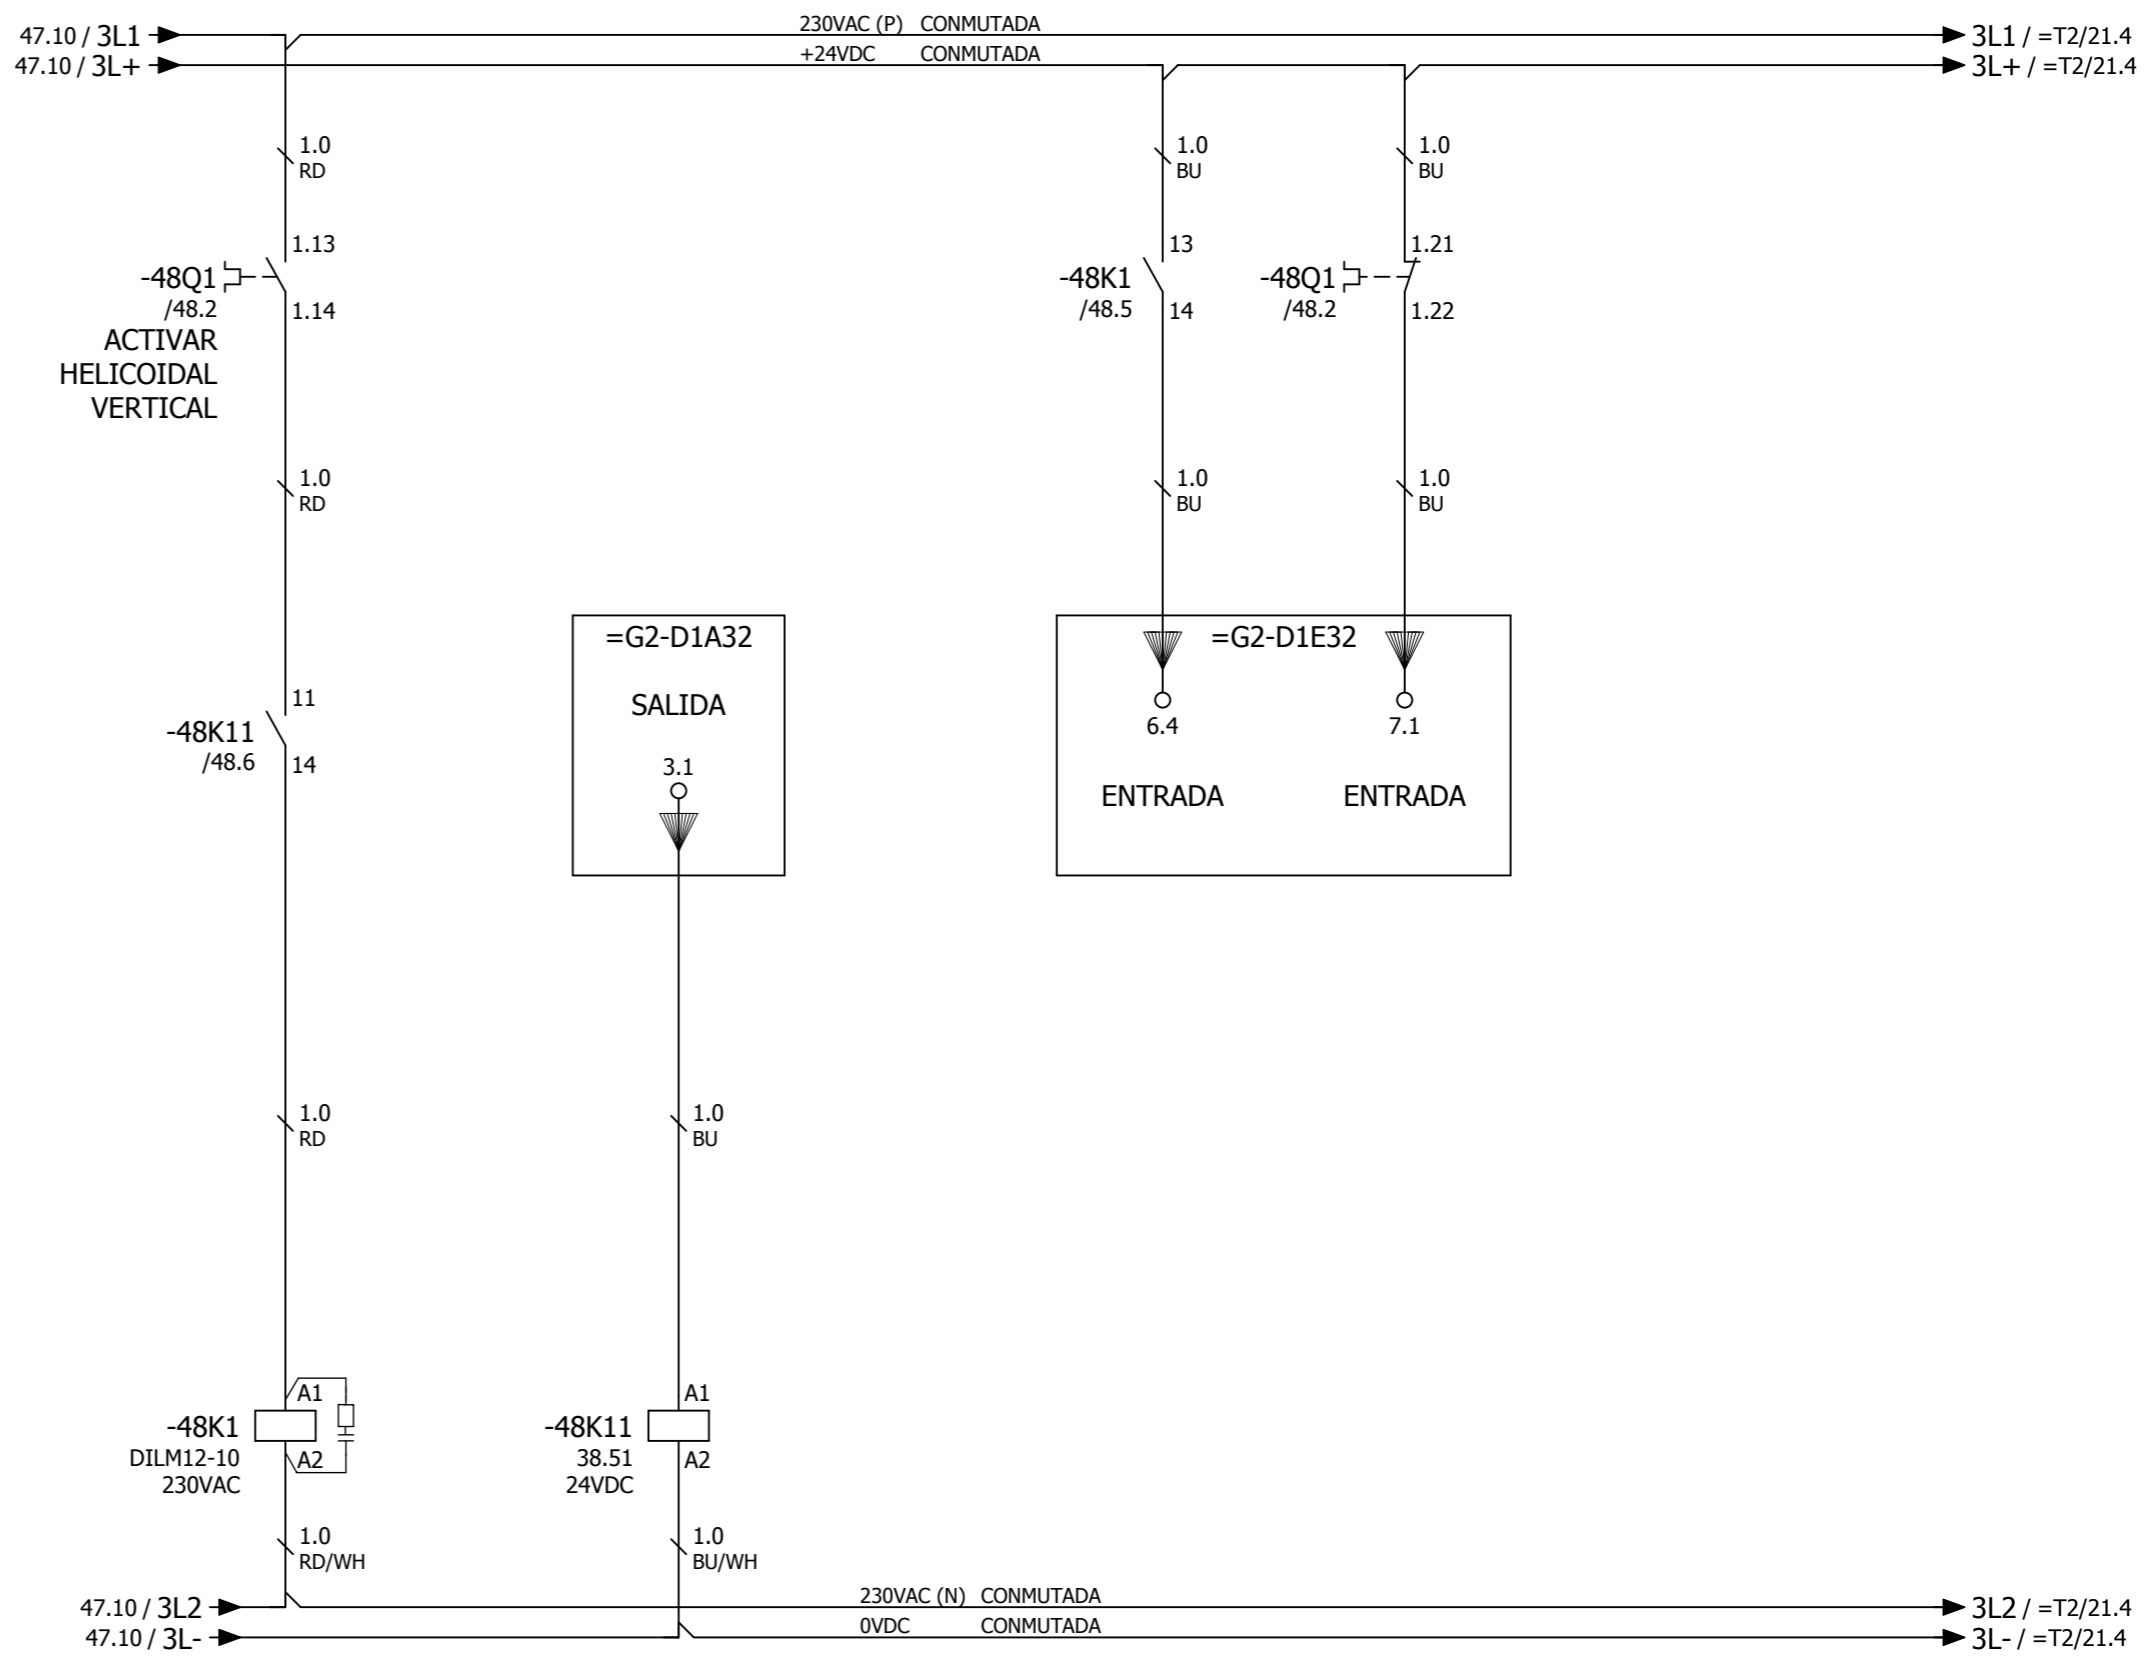 47.10 / 3L1
230VAC (P) CONMUTADA
3L1 / =T2/21.4
47.10 / 3L+
+24VDC CONMUTADA
3L+ / =T2/21.4
1.0
RD
1.0
BU
1.0
BU
1.13
-48Q1
/48.2
1.14
ACTIVAR
HELICOIDAL
VERTICAL
13
-48K1
/48.5
14
1.21
-48Q1
/48.2
1.22
1.0
RD
1.0
BU
1.0
BU
11
-48K11
/48.6
14
=G2-D1A32
SALIDA
3.1
=G2-D1E32
6.4
7.1
ENTRADA
ENTRADA
1.0
RD
1.0
BU
A1
-48K1
DILM12-10
230VAC
A2
A1
-48K11
38.51
24VDC
A2
1.0
RD/WH
1.0
BU/WH
47.10 / 3L2
230VAC (N) CONMUTADA
3L2 / =T2/21.4
47.10 / 3L-
0VDC CONMUTADA
3L- / =T2/21.4